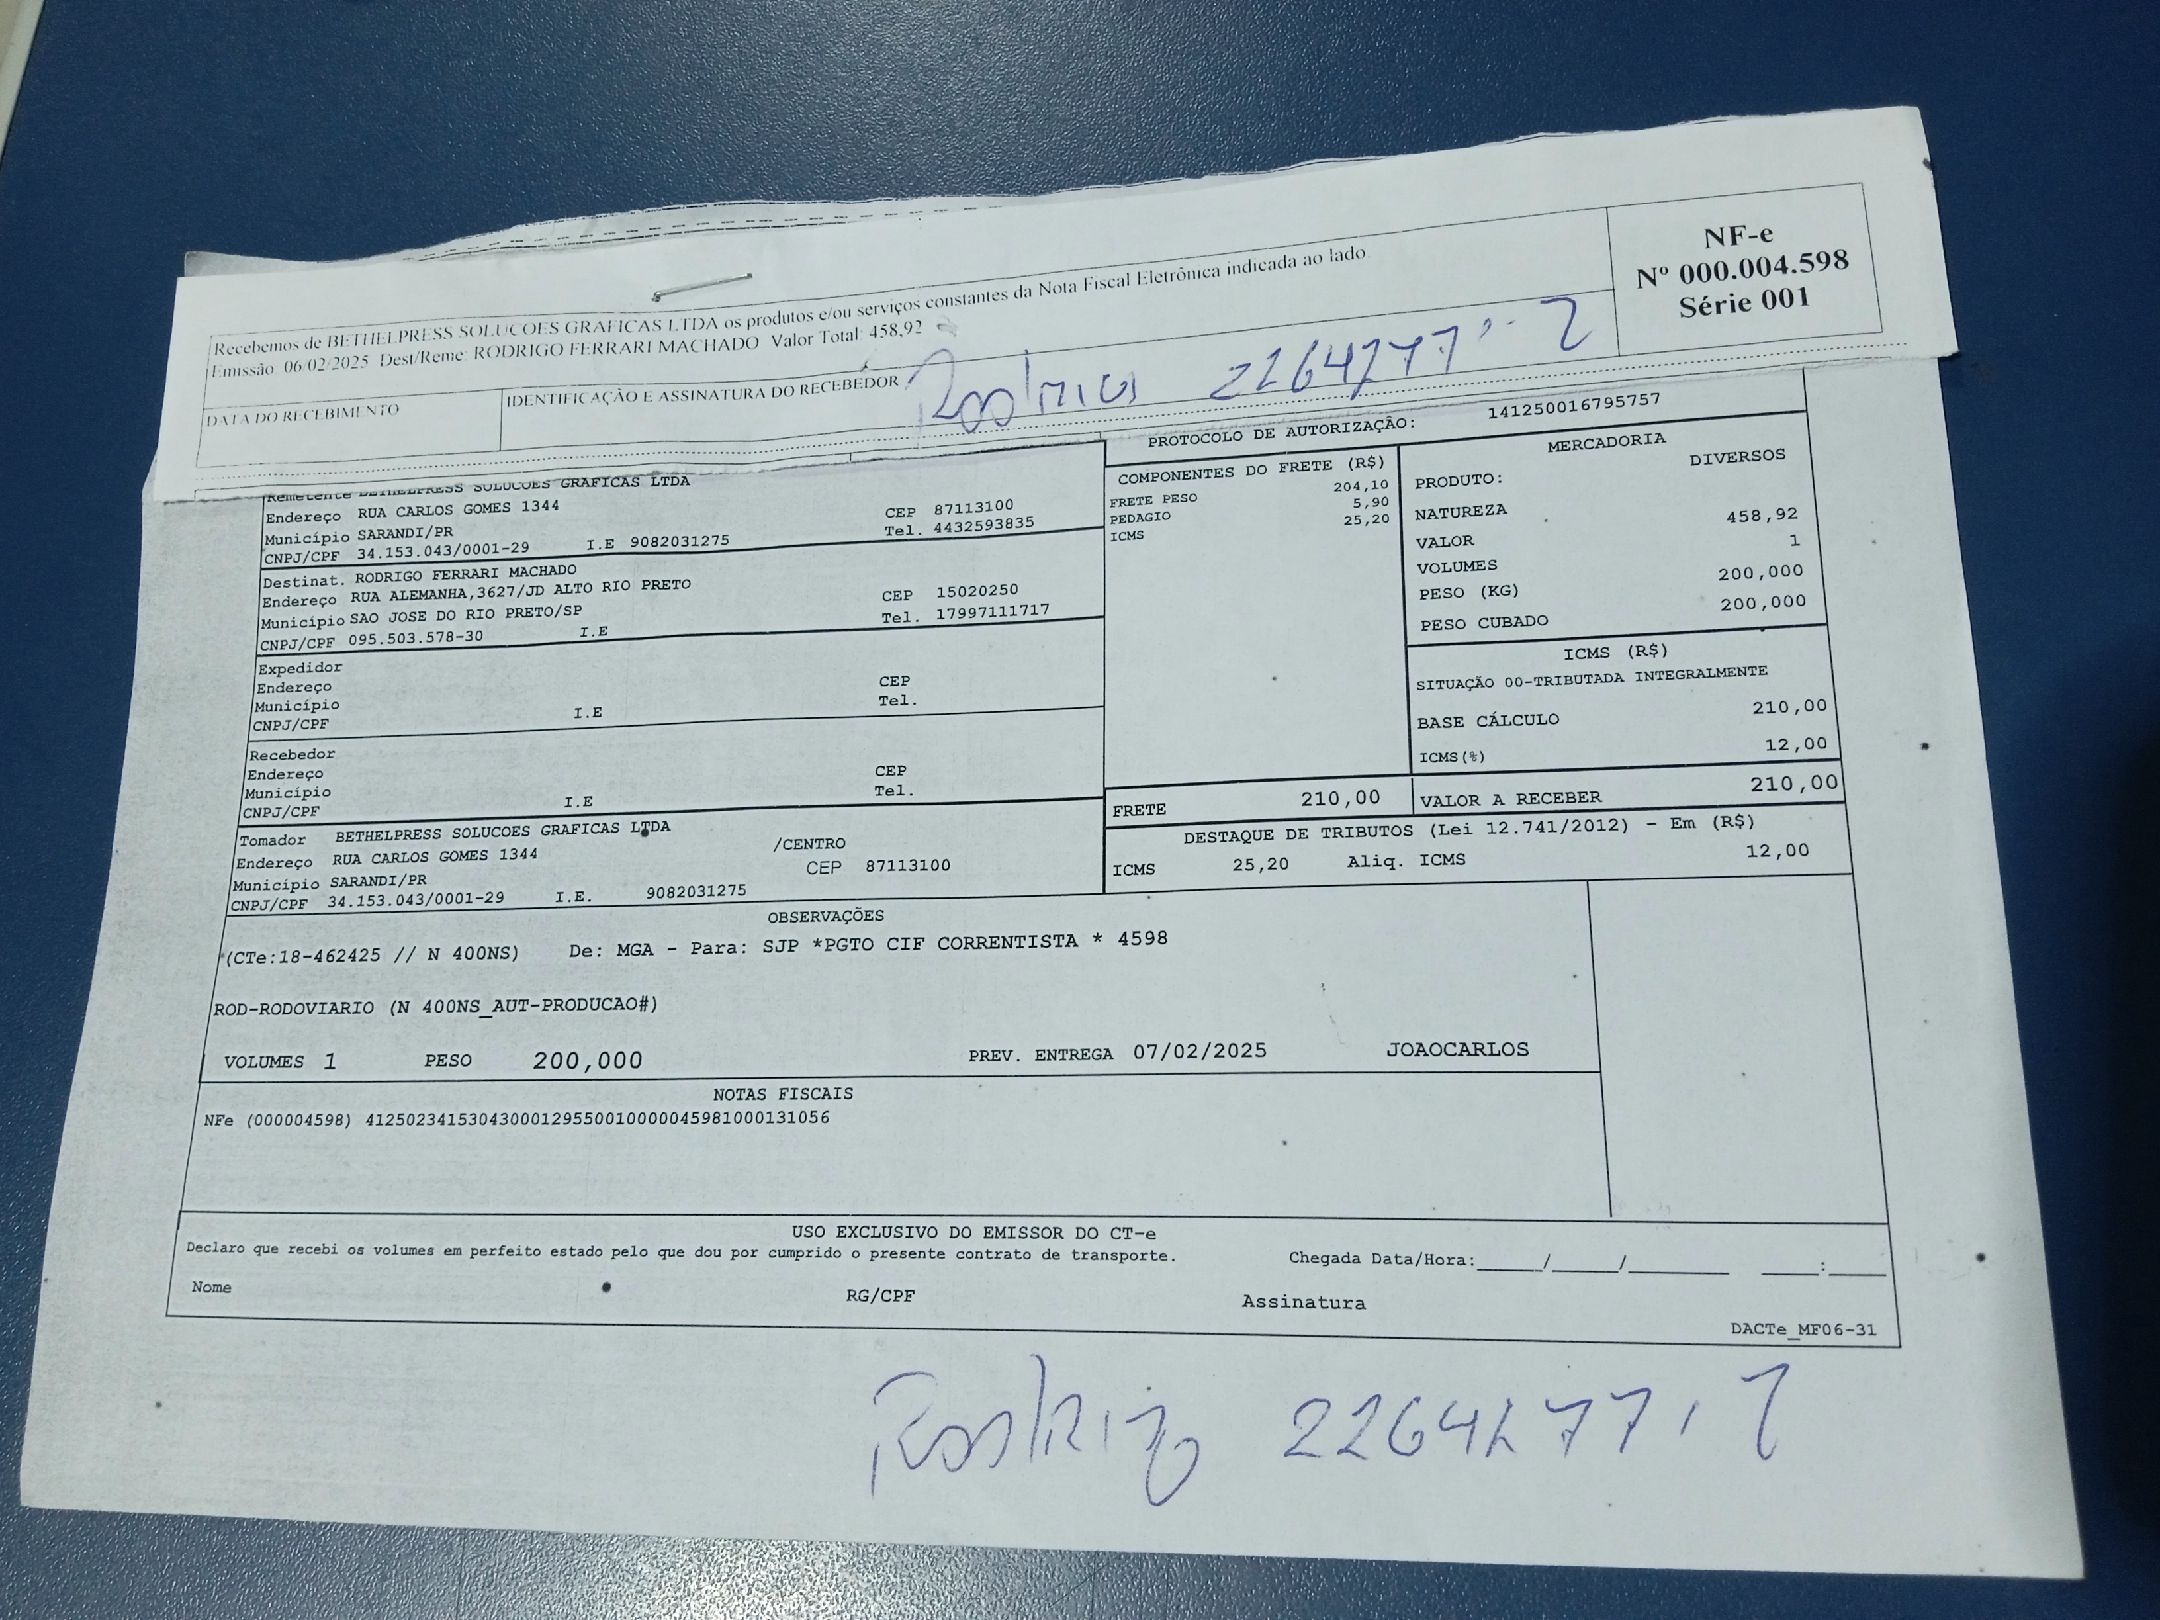 Recebemos de BETHELPRESS SOLUCOES GRAFICAS LTDA os produtos e/ou serviços constantes da Nota Fiscal Eletrônica indicada ao lado
Emissão 06/02/2025 Dest/Reme: RODRIGO FERRARI MACHADO Valor Total: 458,92
NF-e
Nº 000.004.598
Série 001
DATA DO RECEBIMENTO
IDENTIFICAÇÃO E ASSINATURA DO RECEBEDOR
PROTOCOLO DE AUTORIZAÇÃO: 141250016795757
Remetente BETHELPRESS SOLUCOES GRAFICAS LTDA
Endereço RUA CARLOS GOMES 1344 CEP 87113100
Município SARANDI/PR Tel. 4432593835
CNPJ/CPF 34.153.043/0001-29 I.E 9082031275
Destinat. RODRIGO FERRARI MACHADO
Endereço RUA ALEMANHA,3627/JD ALTO RIO PRETO CEP 15020250
Município SAO JOSE DO RIO PRETO/SP Tel. 17997111717
CNPJ/CPF 095.503.578-30 I.E
Expedidor
Endereço CEP
Município Tel.
CNPJ/CPF I.E
Recebedor
Endereço CEP
Município Tel.
CNPJ/CPF I.E
Tomador BETHELPRESS SOLUCOES GRAFICAS LTDA
Endereço RUA CARLOS GOMES 1344 /CENTRO
Município SARANDI/PR CEP 87113100
CNPJ/CPF 34.153.043/0001-29 I.E. 9082031275
COMPONENTES DO FRETE (R$)
FRETE PESO 204,10
PEDAGIO 5,90
ICMS 25,20
MERCADORIA
PRODUTO: DIVERSOS
NATUREZA
VALOR 458,92
VOLUMES 1
PESO (KG) 200,000
PESO CUBADO 200,000
ICMS (R$)
SITUAÇÃO 00-TRIBUTADA INTEGRALMENTE
BASE CÁLCULO 210,00
ICMS(%) 12,00
FRETE 210,00 VALOR A RECEBER 210,00
DESTAQUE DE TRIBUTOS (Lei 12.741/2012) - Em (R$)
ICMS 25,20 Aliq. ICMS 12,00
OBSERVAÇÕES
(CTe:18-462425 // N 400NS) De: MGA - Para: SJP *PGTO CIF CORRENTISTA * 4598
ROD-RODOVIARIO (N 400NS_AUT-PRODUCAO#)
VOLUMES 1 PESO 200,000 PREV. ENTREGA 07/02/2025 JOAOCARLOS
NOTAS FISCAIS
NFe (000004598) 41250234153043000129550010000045981000131056
USO EXCLUSIVO DO EMISSOR DO CT-e
Declaro que recebi os volumes em perfeito estado pelo que dou por cumprido o presente contrato de transporte. Chegada Data/Hora:_____/_____/________ ____:____
Nome RG/CPF Assinatura
DACTe_MF06-31